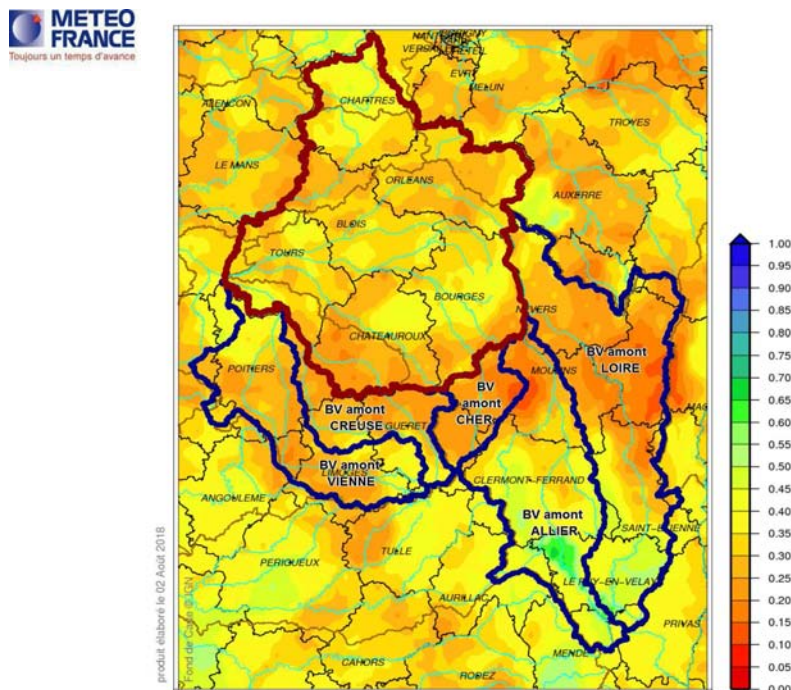 METEO
FRANCE
Toujours un temps d'avance
VERSAILLES
EVRY
MELUN
CHARTRES
ALENCON
TROYES
LE MANS
ORLEANS
AUXERRE
BLOIS
TOURS
BOURGES
NEVERS
CHATEAUROUX
BV amont
LOIRE
POITIERS
MOULINS
BV
amont
CHER
BV amont
CREUSE
GUERET
BV amont
VIENNE
LIMOGES
CLERMONT-FERRAND
ANGOULEME
BV amont
ALLIER
SAINT-ETIENNE
TULLE
PERIGUEUX
LE PUY-EN-VELAY
AURILLAC
PRIVAS
CAHORS
MENDE
RODEZ
produit élaboré le 02 Août 2018
Fond de Carte © IGN
1.00
0.95
0.90
0.85
0.80
0.75
0.70
0.65
0.60
0.55
0.50
0.45
0.40
0.35
0.30
0.25
0.20
0.15
0.10
0.05
0.00